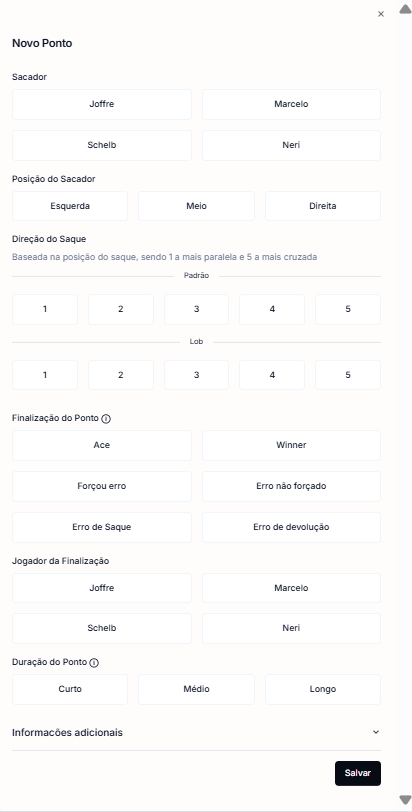 ×
Novo Ponto
Sacador
Joffre Marcelo
Schelb Neri
Posição do Sacador
Esquerda Meio Direita
Direção do Saque
Baseada na posição do saque, sendo 1 a mais paralela e 5 a mais cruzada
Padrão
1 2 3 4 5
Lob
1 2 3 4 5
Finalização do Ponto
Ace Winner
Forçou erro Erro não forçado
Erro de Saque Erro de devolução
Jogador da Finalização
Joffre Marcelo
Schelb Neri
Duração do Ponto
Curto Médio Longo
Informacões adicionais
Salvar